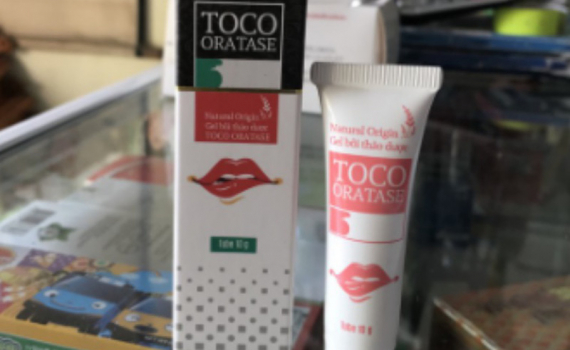 TOCO
ORATASE
Natural Origin
Gel bôi thảo dược
TOCO ORATASE
Tube 10 g
Natural Origin
Gel bôi thảo dược
TOCO
ORATASE
Tube 10 g